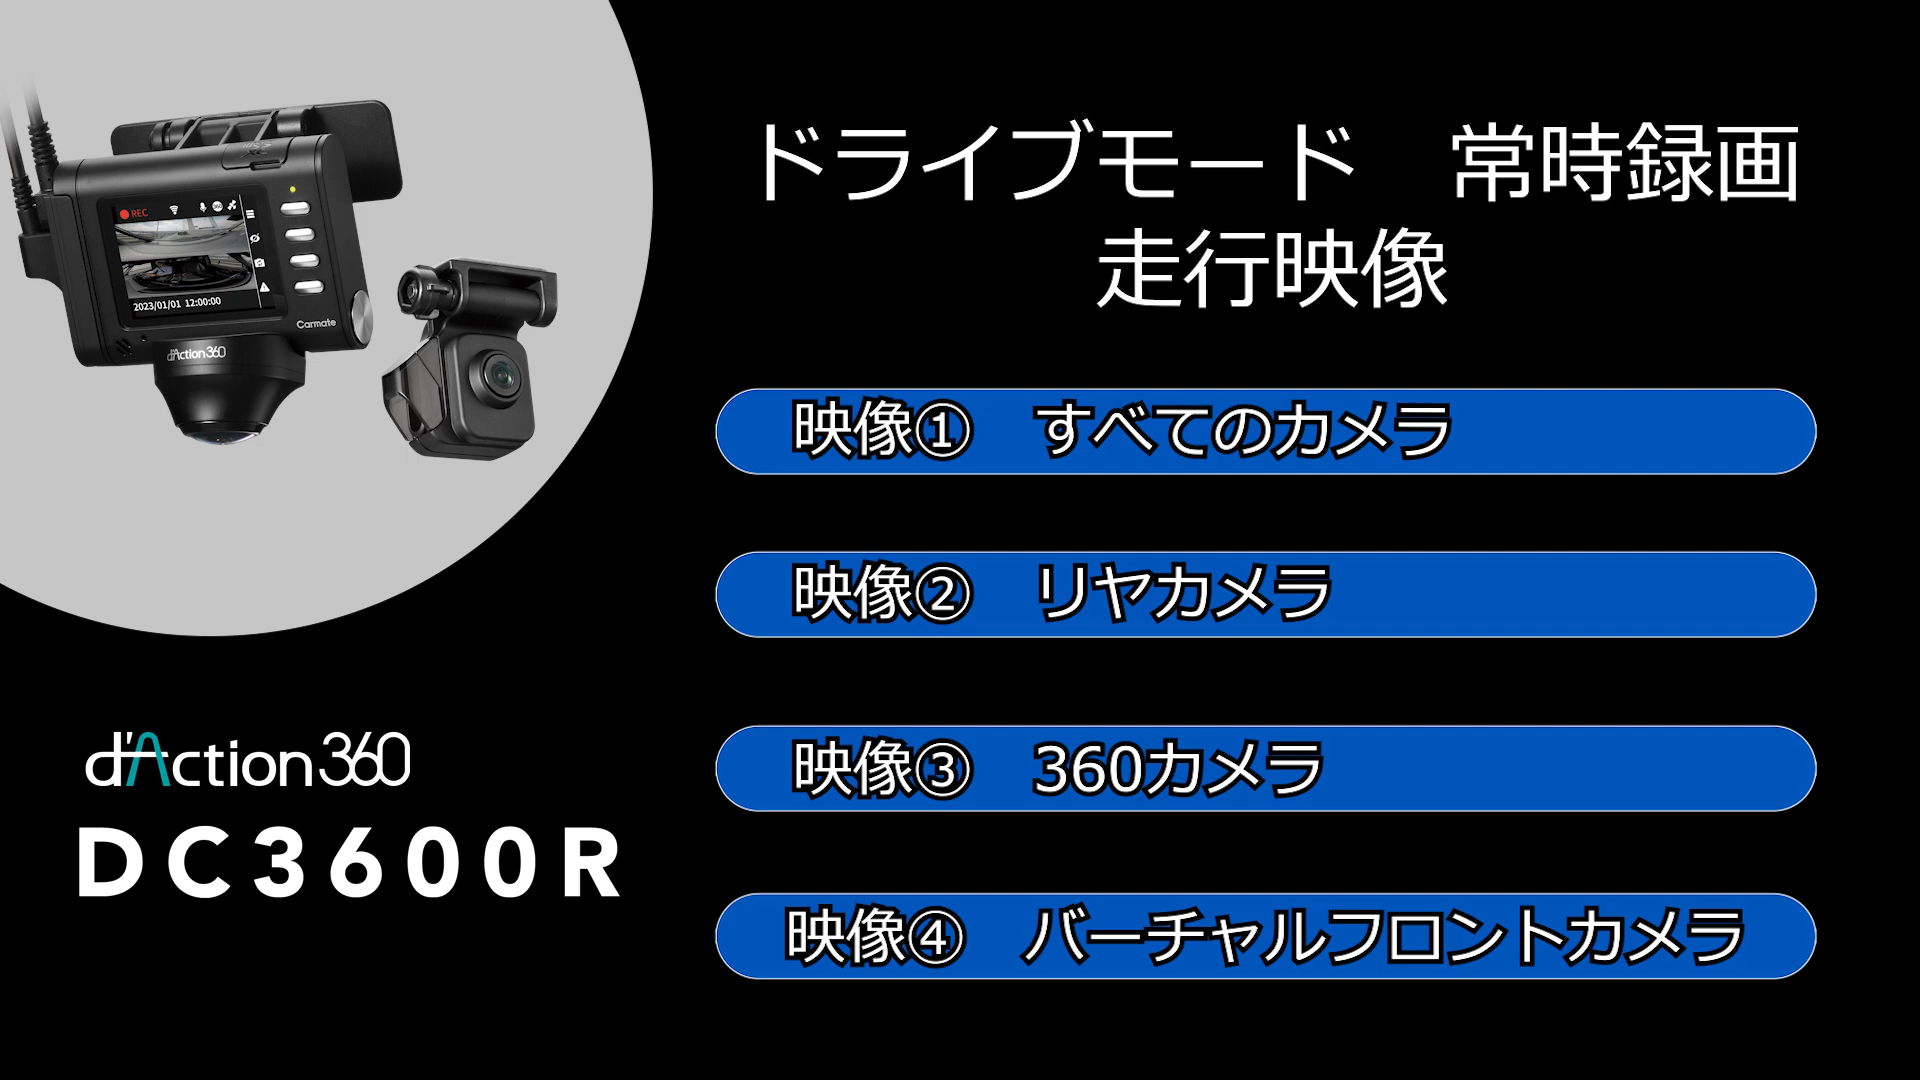 REC
2023/01/01 12:00:00
Carmate
d'Action360
ドライブモード　常時録画
走行映像
映像①　すべてのカメラ
映像②　リヤカメラ
映像③　360カメラ
映像④　バーチャルフロントカメラ
d'Action360
DC3600R